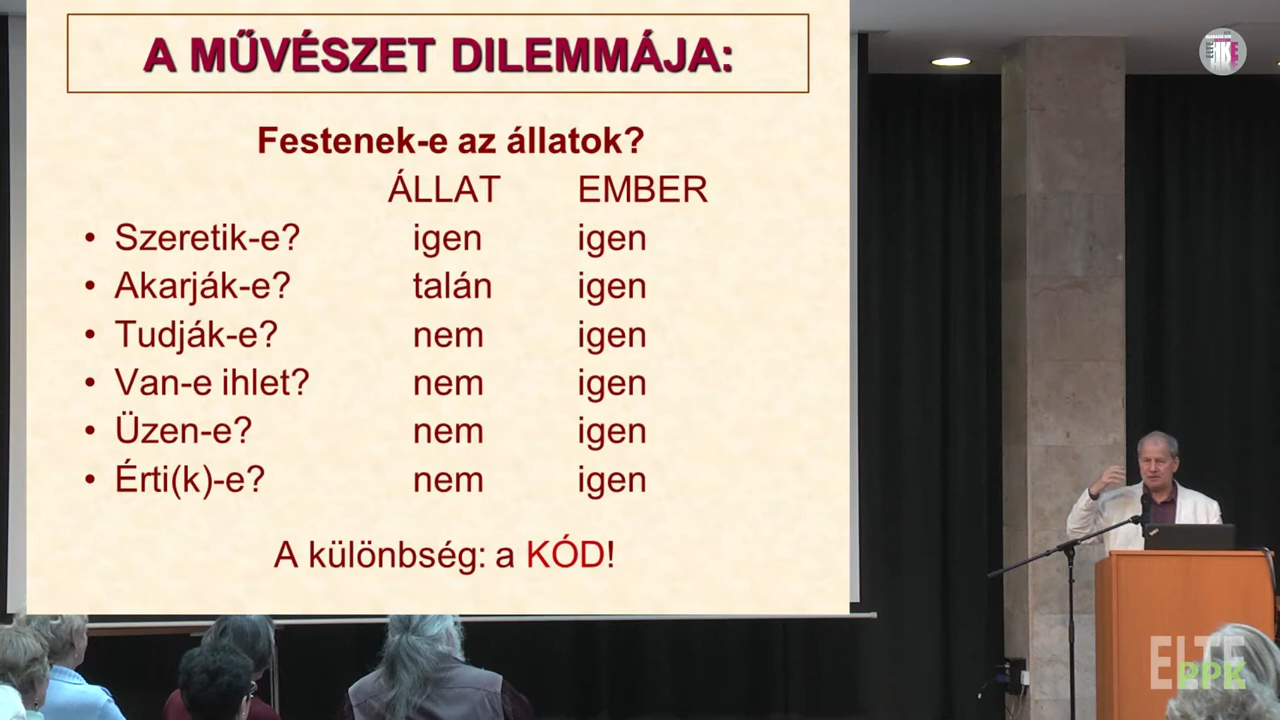 A MŰVÉSZET DILEMMÁJA:
Festenek-e az állatok?
ÁLLAT EMBER
• Szeretik-e? igen igen
• Akarják-e? talán igen
• Tudják-e? nem igen
• Van-e ihlet? nem igen
• Üzen-e? nem igen
• Érti(k)-e? nem igen
A különbség: a KÓD!
ELTE
PPK